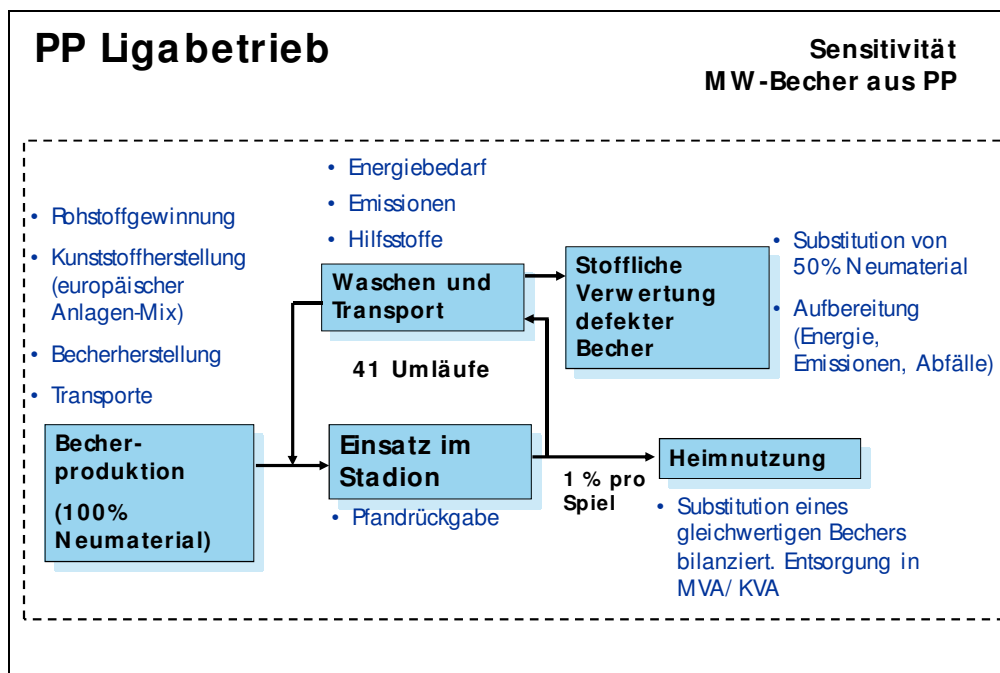 PP Ligabetrieb
Sensitivität
MW-Becher aus PP
• Energiebedarf
• Emissionen
• Hilfsstoffe
• Rohstoffgewinnung
• Kunststoffherstellung
(europäischer
Anlagen-Mix)
• Becherherstellung
• Transporte
Waschen und
Transport
Stoffliche
Verwertung
defekter
Becher
• Substitution von
50% Neumaterial
• Aufbereitung
(Energie,
Emissionen, Abfälle)
41 Umläufe
Becher-
produktion
(100%
Neumaterial)
Einsatz im
Stadion
• Pfandrückgabe
1 % pro
Spiel
Heimnutzung
• Substitution eines
gleichwertigen Bechers
bilanziert. Entsorgung in
MVA/ KVA